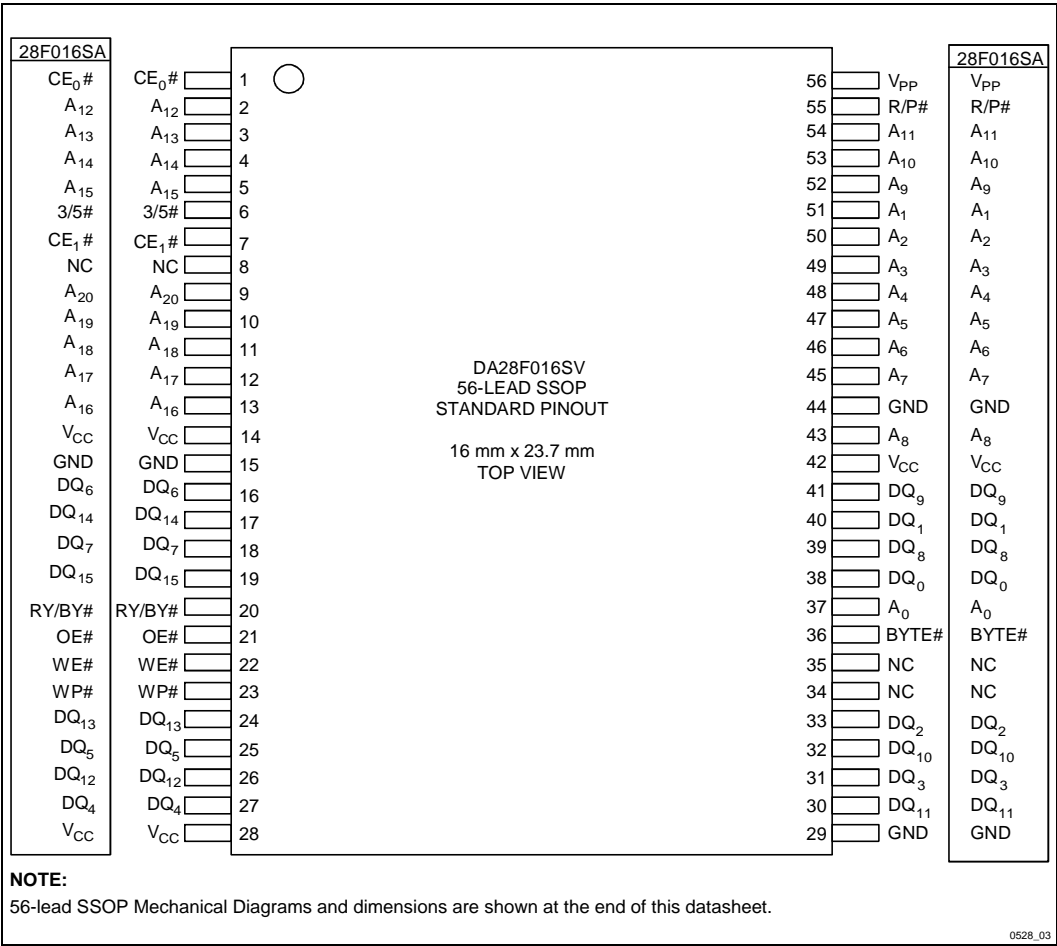 28F016SA 28F016SA
CE₀# CE₀# 1 56 V_PP V_PP
A₁₂ A₁₂ 2 55 R/P# R/P#
A₁₃ A₁₃ 3 54 A₁₁ A₁₁
A₁₄ A₁₄ 4 53 A₁₀ A₁₀
A₁₅ A₁₅ 5 52 A₉ A₉
3/5# 3/5# 6 51 A₁ A₁
CE₁# CE₁# 7 50 A₂ A₂
NC NC 8 49 A₃ A₃
A₂₀ A₂₀ 9 48 A₄ A₄
A₁₉ A₁₉ 10 47 A₅ A₅
A₁₈ A₁₈ 11 46 A₆ A₆
A₁₇ A₁₇ 12 45 A₇ A₇
A₁₆ A₁₆ 13 44 GND GND
V_CC V_CC 14 43 A₈ A₈
GND GND 15 42 V_CC V_CC
DQ₆ DQ₆ 16 41 DQ₉ DQ₉
DQ₁₄ DQ₁₄ 17 40 DQ₁ DQ₁
DQ₇ DQ₇ 18 39 DQ₈ DQ₈
DQ₁₅ DQ₁₅ 19 38 DQ₀ DQ₀
RY/BY# RY/BY# 20 37 A₀ A₀
OE# OE# 21 36 BYTE# BYTE#
WE# WE# 22 35 NC NC
WP# WP# 23 34 NC NC
DQ₁₃ DQ₁₃ 24 33 DQ₂ DQ₂
DQ₅ DQ₅ 25 32 DQ₁₀ DQ₁₀
DQ₁₂ DQ₁₂ 26 31 DQ₃ DQ₃
DQ₄ DQ₄ 27 30 DQ₁₁ DQ₁₁
V_CC V_CC 28 29 GND GND
DA28F016SV
56-LEAD SSOP
STANDARD PINOUT
16 mm x 23.7 mm
TOP VIEW
NOTE:
56-lead SSOP Mechanical Diagrams and dimensions are shown at the end of this datasheet.
0528_03